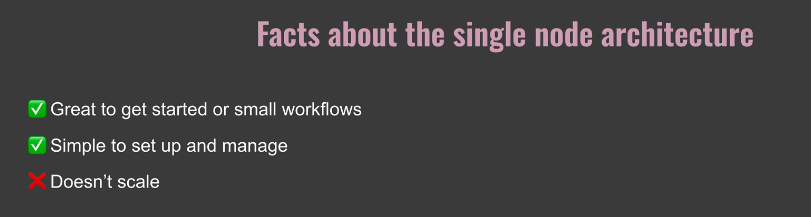 Facts about the single node architecture
✅ Great to get started or small workflows
✅ Simple to set up and manage
❌ Doesn’t scale